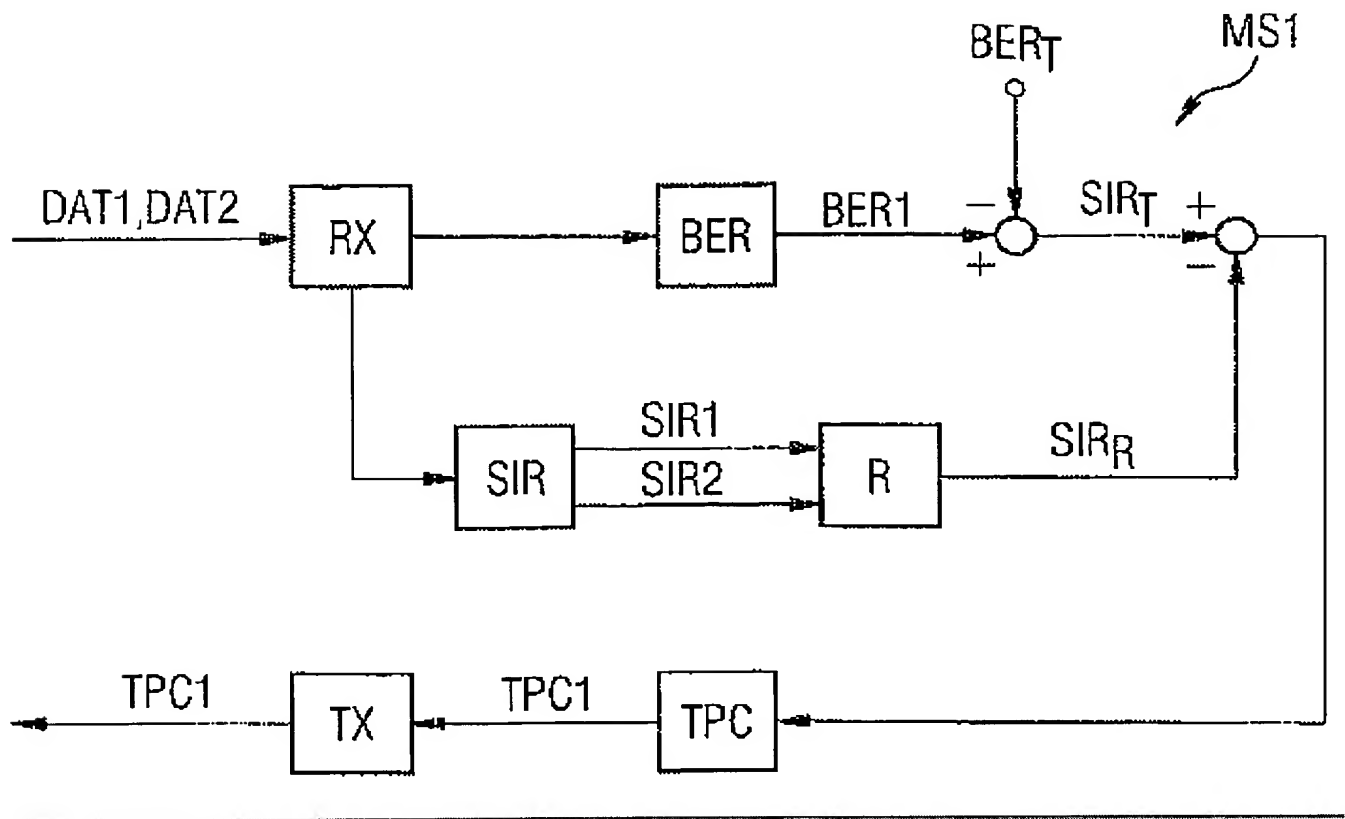 BER_T
MS1
DAT1,DAT2
RX
BER
BER1
−
+
SIR_T
+
−
SIR
SIR1
SIR2
R
SIR_R
TPC1
TX
TPC1
TPC